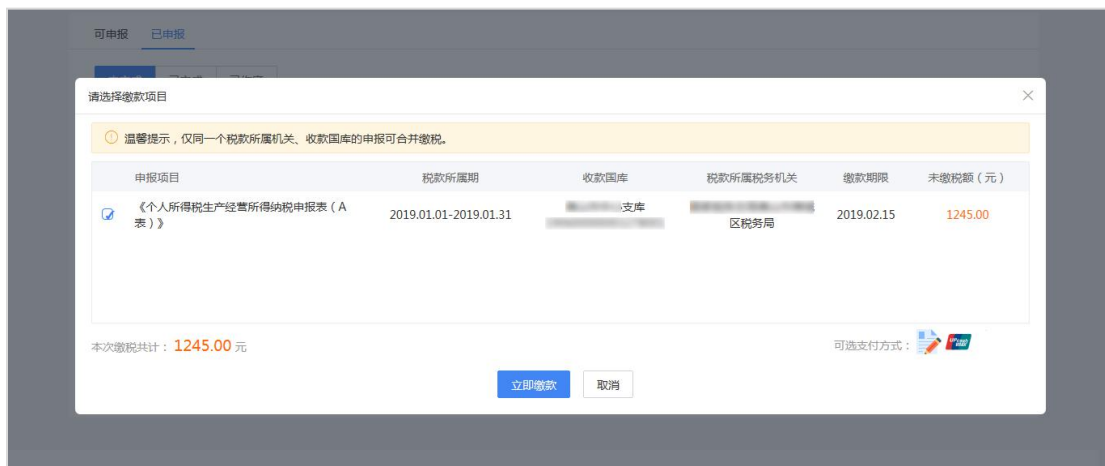 可申报 已申报
请选择缴款项目
温馨提示，仅同一个税款所属机关、收款国库的申报可合并缴税。
申报项目 税款所属期 收款国库 税款所属税务机关 缴款期限 未缴税额（元）
《个人所得税生产经营所得纳税申报表（A
表）》
2019.01.01-2019.01.31 支库 区税务局 2019.02.15 1245.00
本次缴税共计： 1245.00 元
可选支付方式：
立即缴款 取消